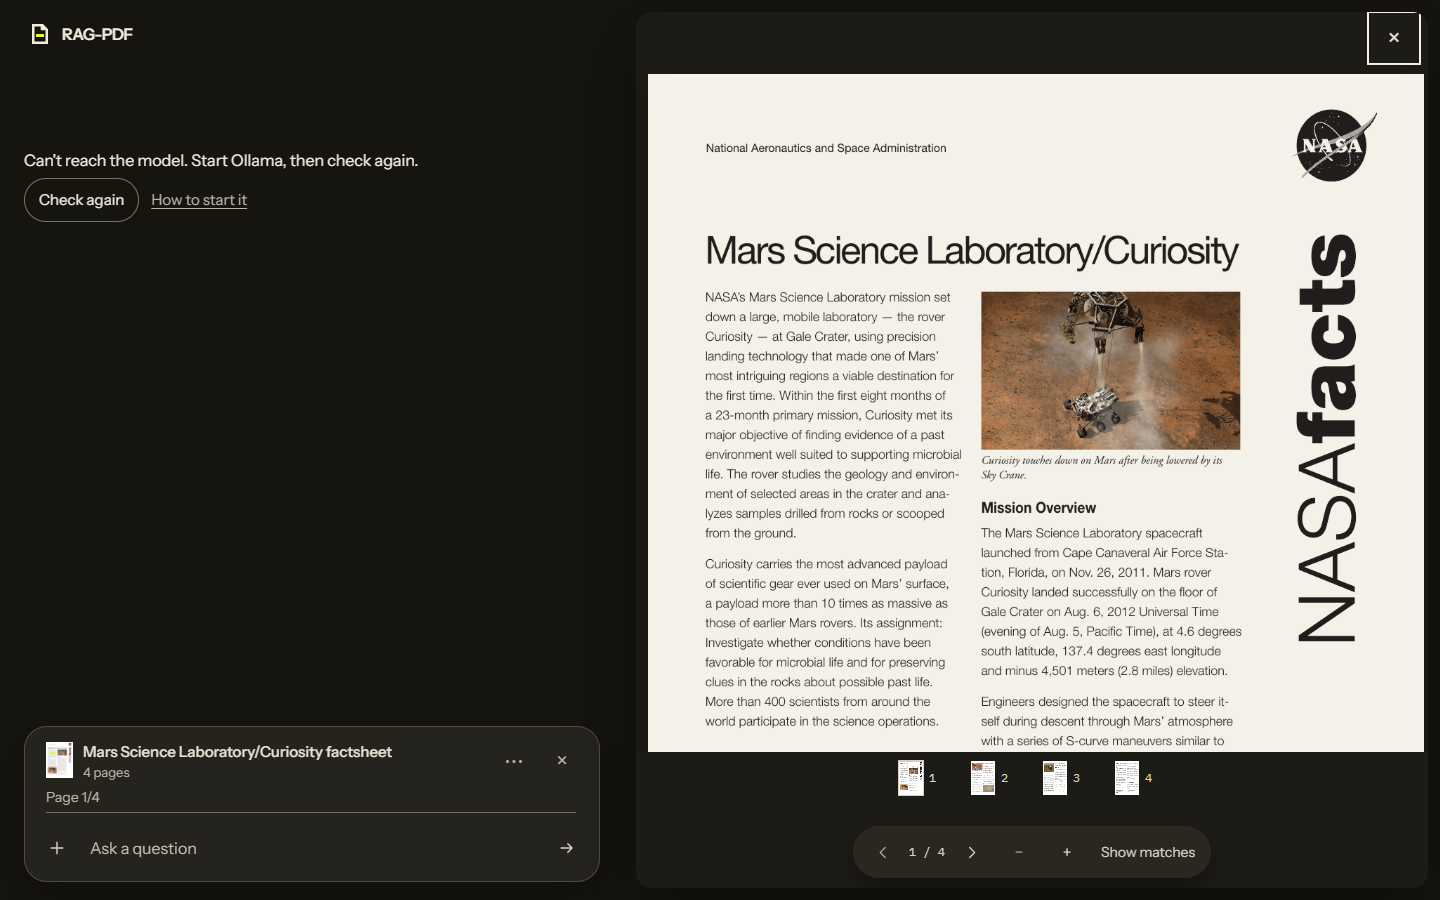 RAG-PDF
Can't reach the model. Start Ollama, then check again.
Check again
How to start it
Mars Science Laboratory/Curiosity factsheet
4 pages
Page 1/4
Ask a question
National Aeronautics and Space Administration
NASA
Mars Science Laboratory/Curiosity
NASA's Mars Science Laboratory mission set
down a large, mobile laboratory — the rover
Curiosity — at Gale Crater, using precision
landing technology that made one of Mars'
most intriguing regions a viable destination for
the first time. Within the first eight months of
a 23-month primary mission, Curiosity met its
major objective of finding evidence of a past
environment well suited to supporting microbial
life. The rover studies the geology and environ-
ment of selected areas in the crater and ana-
lyzes samples drilled from rocks or scooped
from the ground.
Curiosity carries the most advanced payload
of scientific gear ever used on Mars' surface,
a payload more than 10 times as massive as
those of earlier Mars rovers. Its assignment:
Investigate whether conditions have been
favorable for microbial life and for preserving
clues in the rocks about possible past life.
More than 400 scientists from around the
world participate in the science operations.
Curiosity touches down on Mars after being lowered by its
Sky Crane.
Mission Overview
The Mars Science Laboratory spacecraft
launched from Cape Canaveral Air Force Sta-
tion, Florida, on Nov. 26, 2011. Mars rover
Curiosity landed successfully on the floor of
Gale Crater on Aug. 6, 2012 Universal Time
(evening of Aug. 5, Pacific Time), at 4.6 degrees
south latitude, 137.4 degrees east longitude
and minus 4,501 meters (2.8 miles) elevation.
Engineers designed the spacecraft to steer it-
self during descent through Mars' atmosphere
with a series of S-curve maneuvers similar to
NASAfacts
1
2
3
4
1 / 4
Show matches